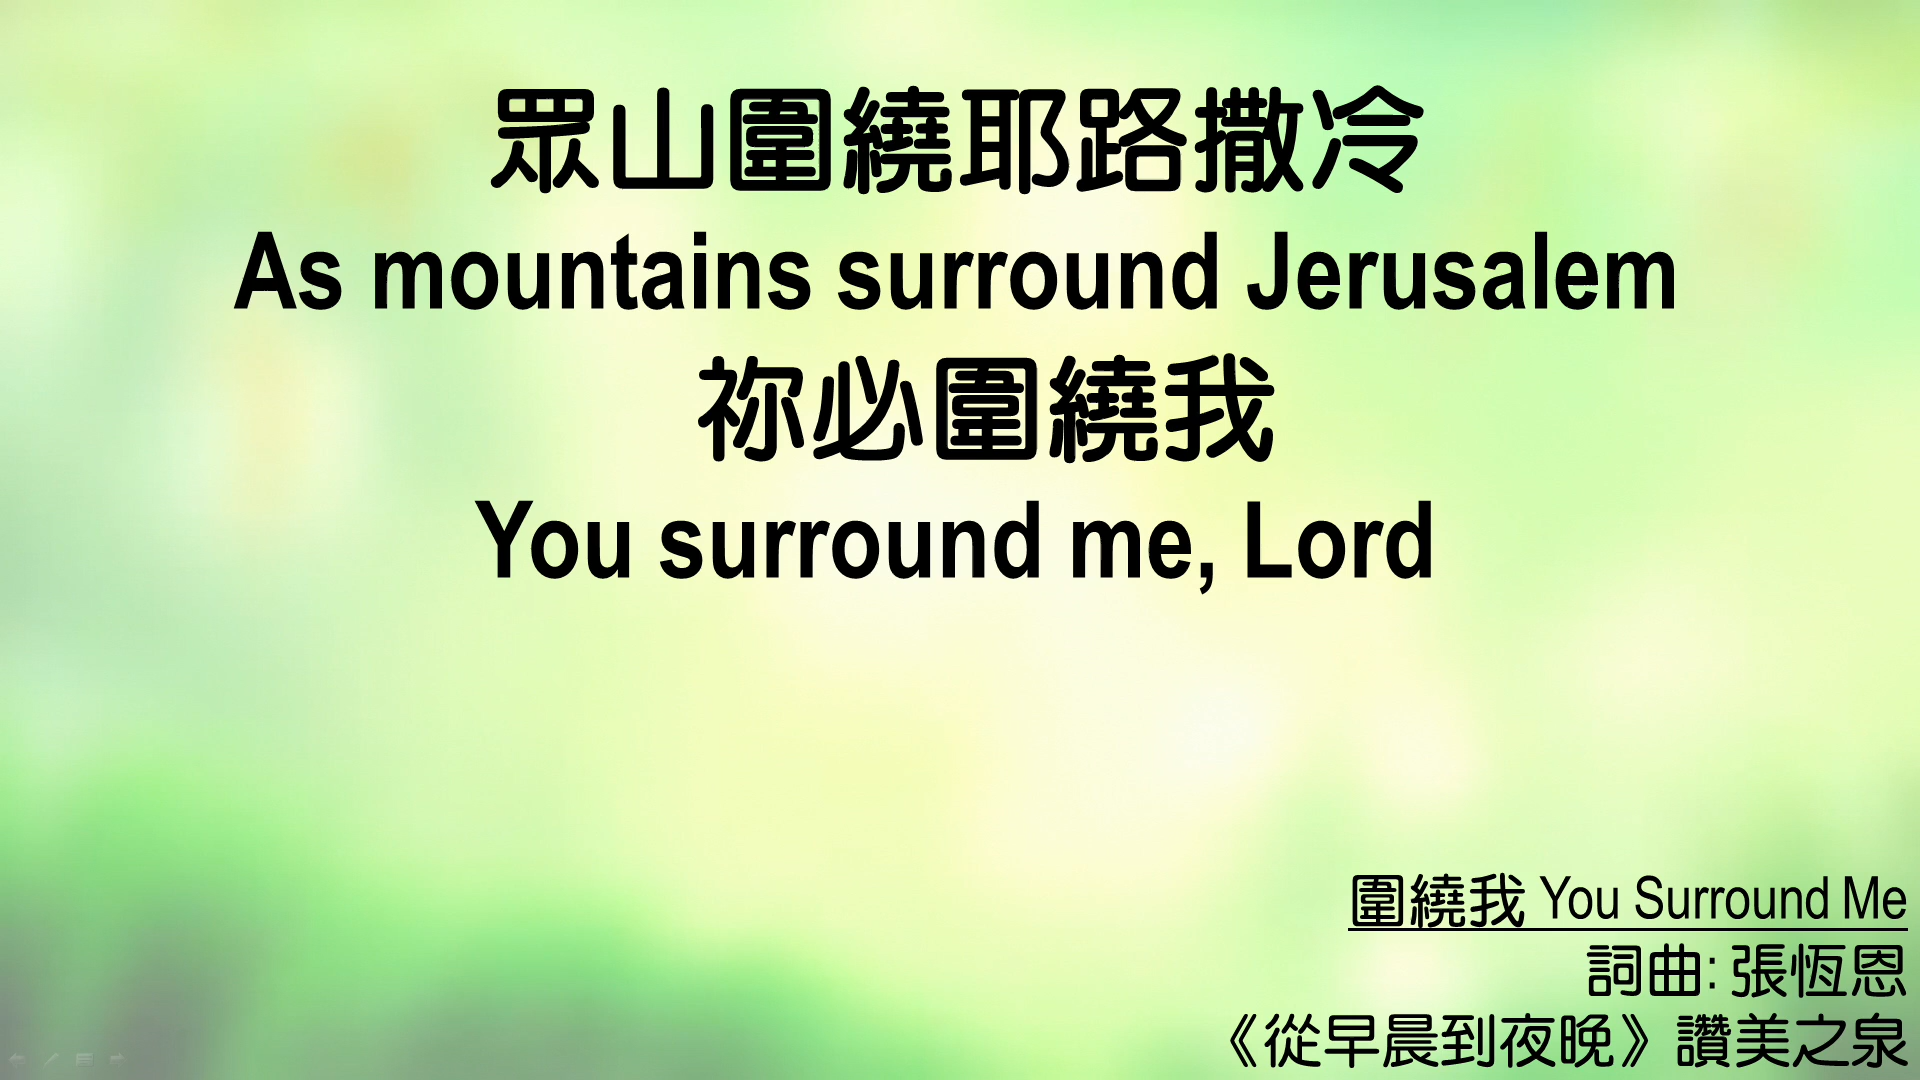 眾山圍繞耶路撒冷
As mountains surround Jerusalem
祢必圍繞我
You surround me, Lord
圍繞我 You Surround Me
詞曲: 張恆恩
《從早晨到夜晚》讚美之泉